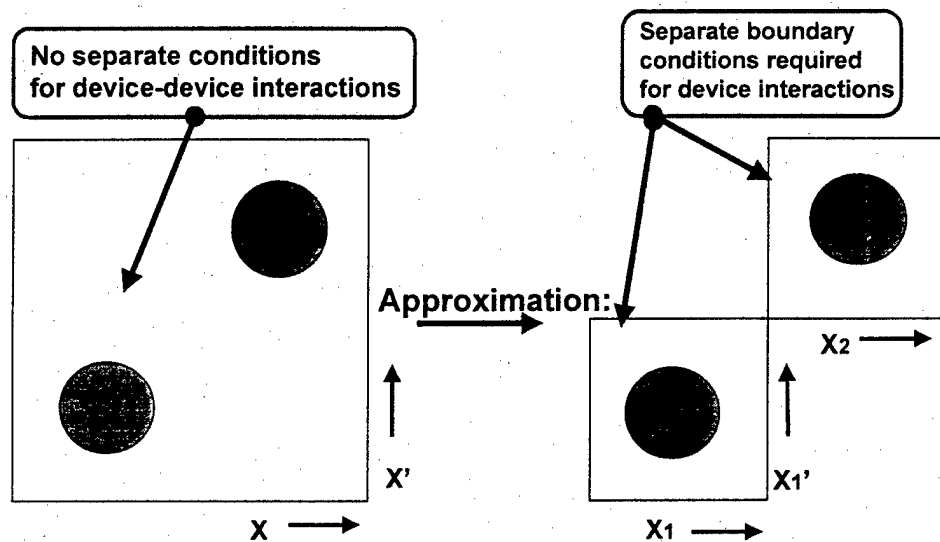 No separate conditions
for device-device interactions
Separate boundary
conditions required
for device interactions
Approximation:
X'
X
X2
X1'
X1